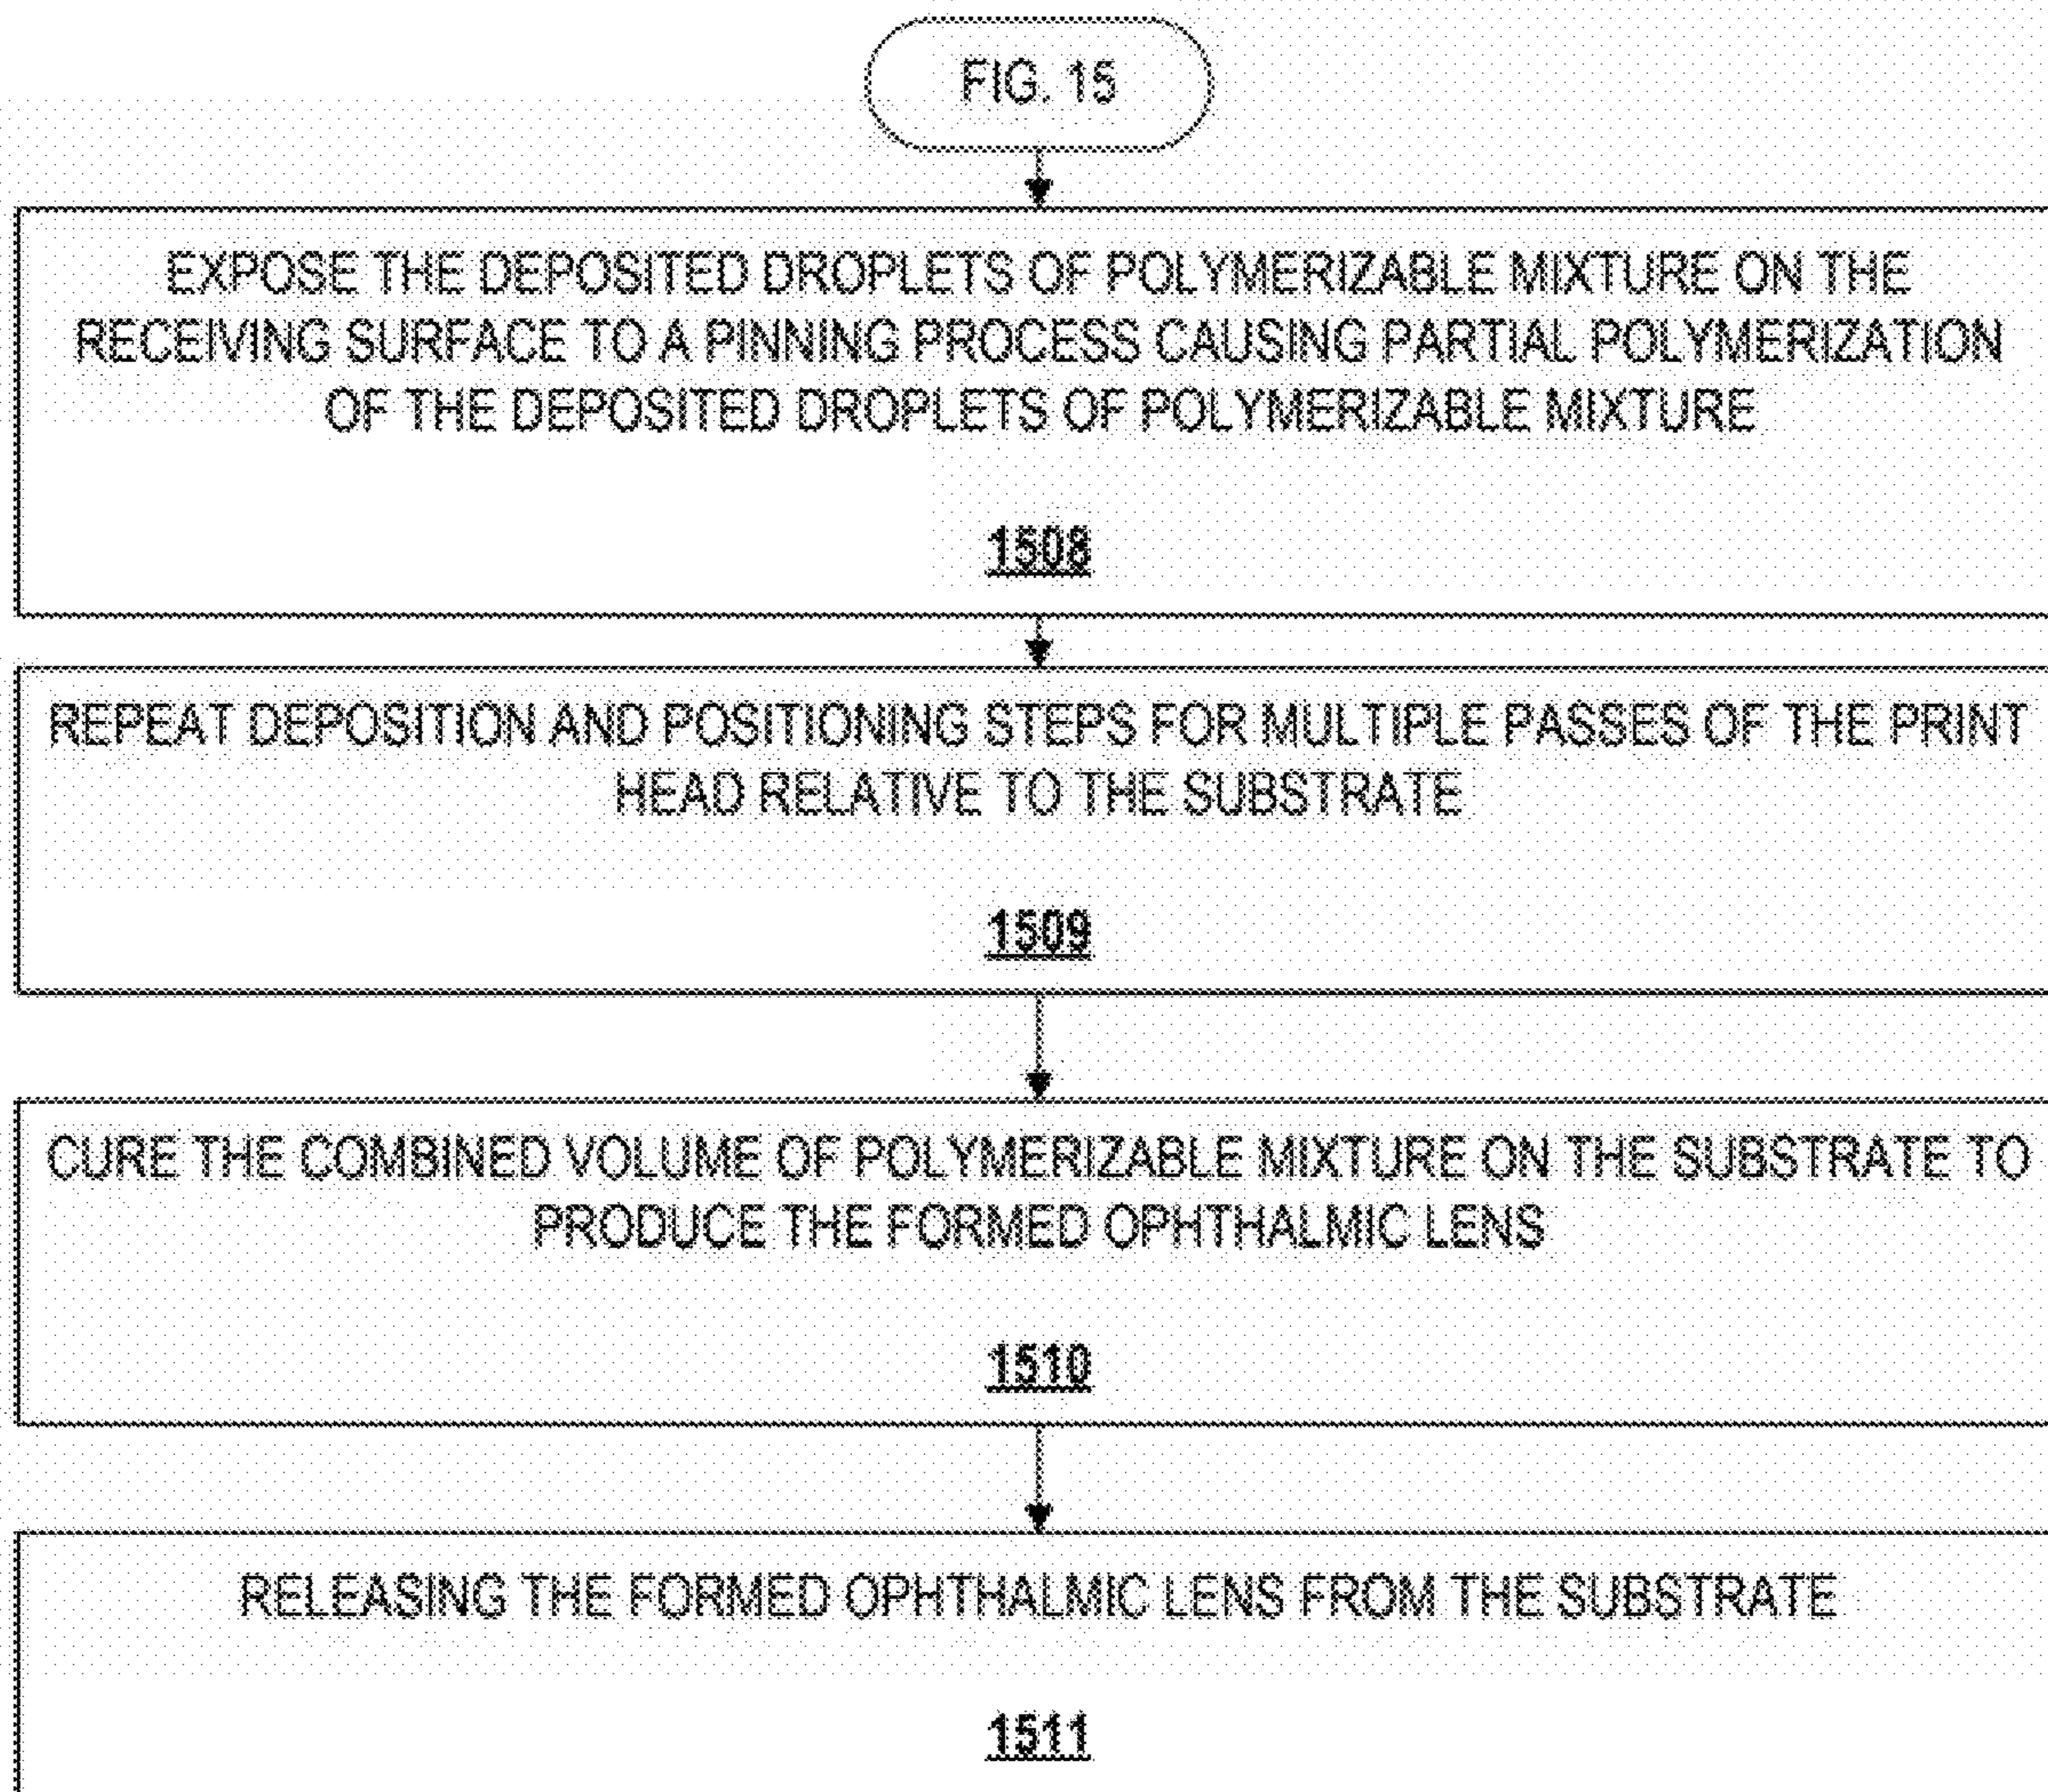 FIG. 15
EXPOSE THE DEPOSITED DROPLETS OF POLYMERIZABLE MIXTURE ON THE
RECEIVING SURFACE TO A PINNING PROCESS CAUSING PARTIAL POLYMERIZATION
OF THE DEPOSITED DROPLETS OF POLYMERIZABLE MIXTURE
1508
REPEAT DEPOSITION AND POSITIONING STEPS FOR MULTIPLE PASSES OF THE PRINT
HEAD RELATIVE TO THE SUBSTRATE
1509
CURE THE COMBINED VOLUME OF POLYMERIZABLE MIXTURE ON THE SUBSTRATE TO
PRODUCE THE FORMED OPHTHALMIC LENS
1510
RELEASING THE FORMED OPHTHALMIC LENS FROM THE SUBSTRATE
1511